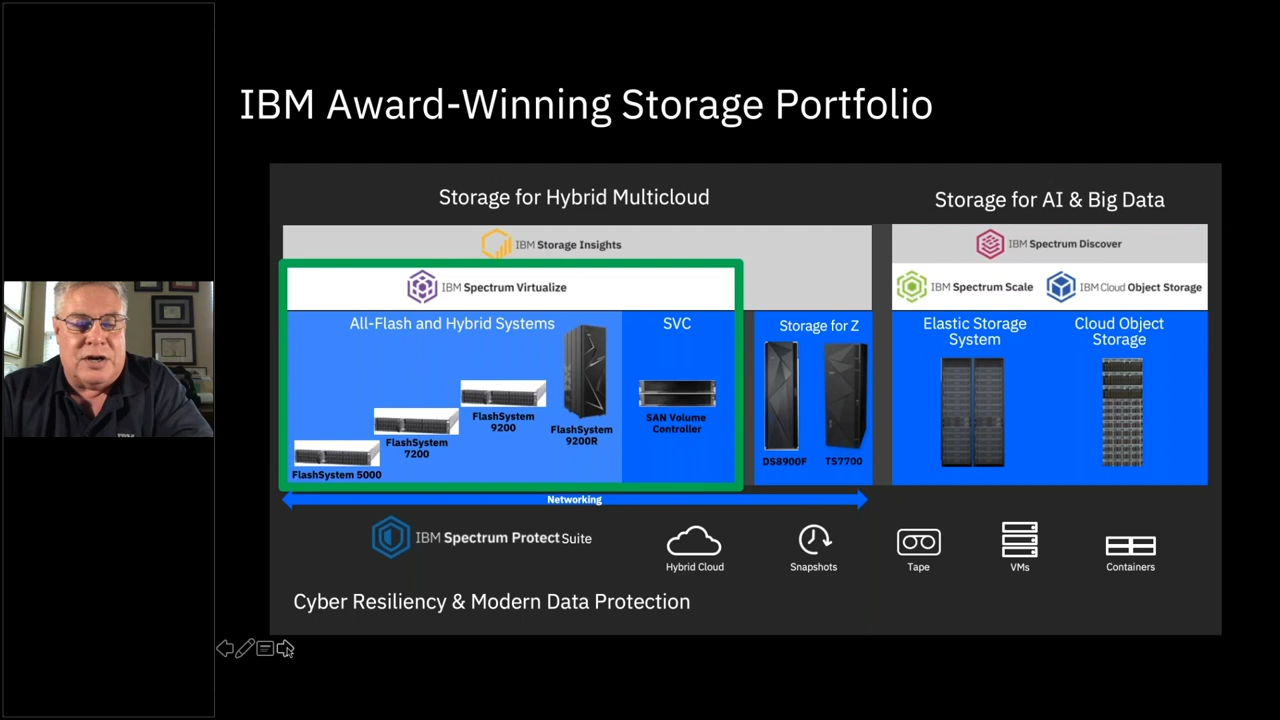 IBM Award-Winning Storage Portfolio
Storage for Hybrid Multicloud
Storage for AI & Big Data
IBM Storage Insights
IBM Spectrum Discover
IBM Spectrum Virtualize
IBM Spectrum Scale
IBM Cloud Object Storage
All-Flash and Hybrid Systems
SVC
Storage for Z
Elastic Storage
System
Cloud Object
Storage
FlashSystem 5000
FlashSystem
7200
FlashSystem
9200
FlashSystem
9200R
SAN Volume
Controller
DS8900F
TS7700
Networking
IBM Spectrum Protect Suite
Hybrid Cloud
Snapshots
Tape
VMs
Containers
Cyber Resiliency & Modern Data Protection